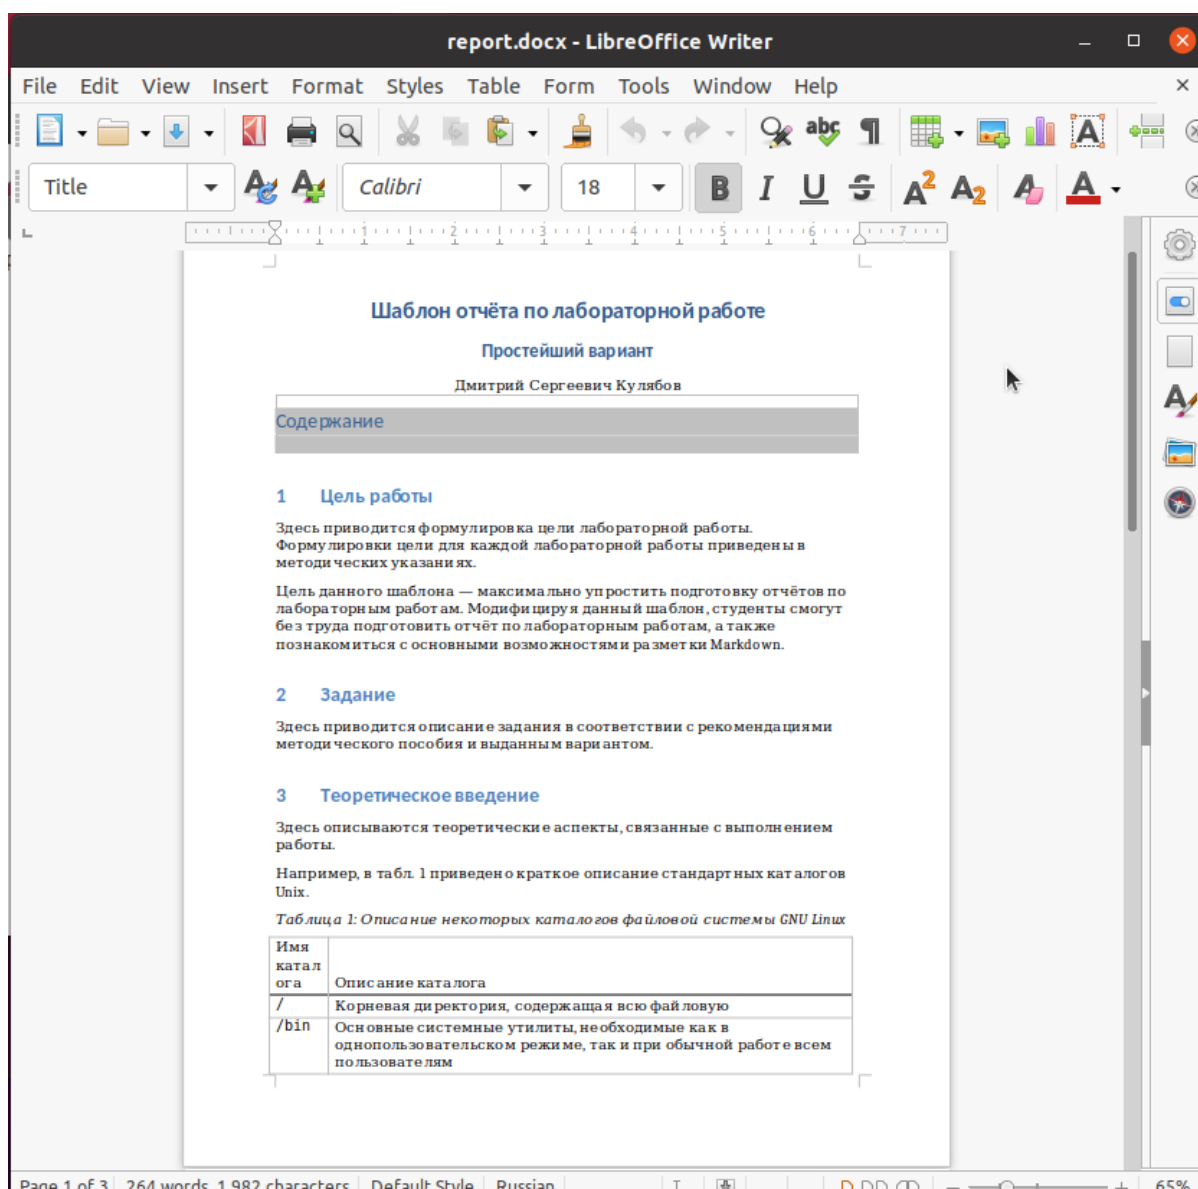 report.docx - LibreOffice Writer
File Edit View Insert Format Styles Table Form Tools Window Help
Title Calibri 18
1 2 3 4 5 6 7
Шаблон отчёта по лабораторной работе
Простейший вариант
Дмитрий Сергеевич Кулябов
Содержание
1 Цель работы
Здесь приводится формулировка цели лабораторной работы.
Формулировки цели для каждой лабораторной работы приведены в
методических указаниях.
Цель данного шаблона — максимально упростить подготовку отчётов по
лабораторным работам. Модифицируя данный шаблон, студенты смогут
без труда подготовить отчёт по лабораторным работам, а также
познакомиться с основными возможностями разметки Markdown.
2 Задание
Здесь приводится описание задания в соответствии с рекомендациями
методического пособия и выданным вариантом.
3 Теоретическое введение
Здесь описываются теоретические аспекты, связанные с выполнением
работы.
Например, в табл. 1 приведено краткое описание стандартных каталогов
Unix.
Таблица 1: Описание некоторых каталогов файловой системы GNU Linux
Имя
катал
ога Описание каталога
/ Корневая директория, содержащая всю файловую
/bin Основные системные утилиты, необходимые как в
однопользовательском режиме, так и при обычной работе всем
пользователям
Page 1 of 3 264 words, 1,982 characters Default Style Russian 65%